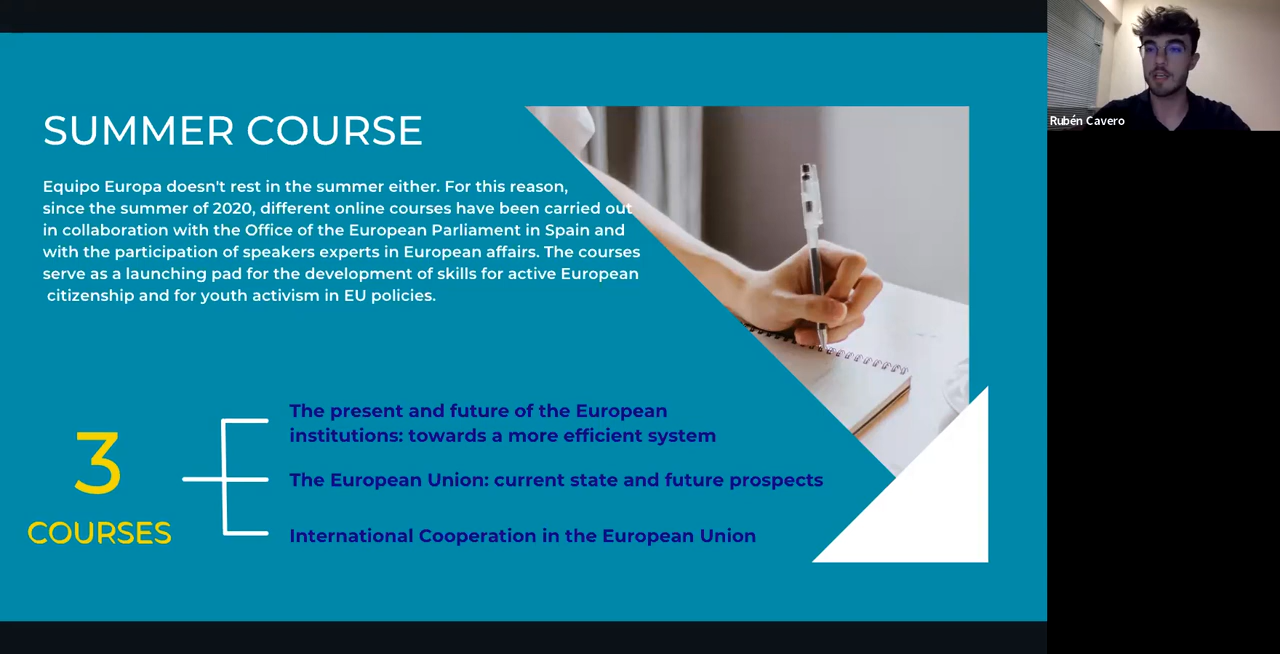 SUMMER COURSE
Equipo Europa doesn't rest in the summer either. For this reason,
since the summer of 2020, different online courses have been carried out
in collaboration with the Office of the European Parliament in Spain and
with the participation of speakers experts in European affairs. The courses
serve as a launching pad for the development of skills for active European
citizenship and for youth activism in EU policies.
3
COURSES
The present and future of the European
institutions: towards a more efficient system
The European Union: current state and future prospects
International Cooperation in the European Union
Rubén Cavero